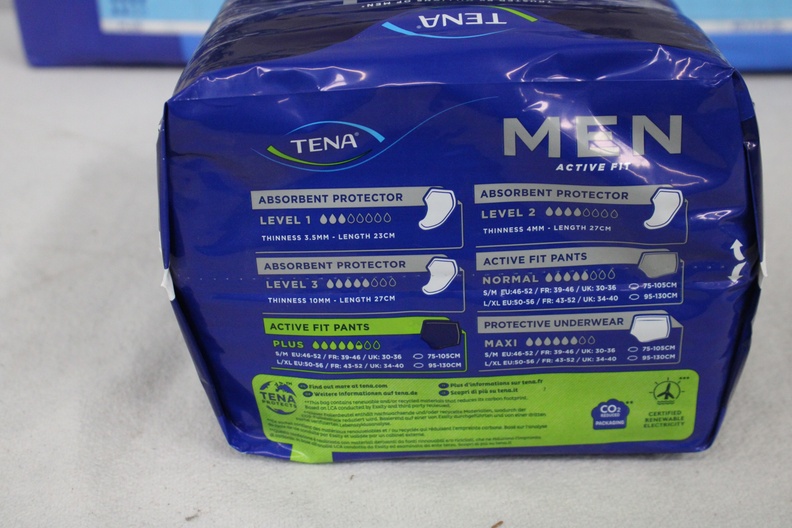 TENA
TENA
MEN
ACTIVE FIT
ABSORBENT PROTECTOR
LEVEL 1
THINNESS 3.5MM - LENGTH 23CM
ABSORBENT PROTECTOR
LEVEL 2
THINNESS 4MM - LENGTH 27CM
ABSORBENT PROTECTOR
LEVEL 3
THINNESS 10MM - LENGTH 27CM
ACTIVE FIT PANTS
NORMAL
S/M EU:46-52 / FR: 39-46 / UK: 30-36 75-105CM
L/XL EU:50-56 / FR: 43-52 / UK: 34-40 95-130CM
ACTIVE FIT PANTS
PLUS
S/M EU:46-52 / FR: 39-46 / UK: 30-36 75-105CM
L/XL EU:50-56 / FR: 43-52 / UK: 34-40 95-130CM
PROTECTIVE UNDERWEAR
MAXI
S/M EU:46-52 / FR: 39-46 / UK: 30-36 75-105CM
L/XL EU:50-56 / FR: 43-52 / UK: 34-40 95-130CM
TENA
PROTECTS
Find out more at tena.com
Weitere Informationen auf tena.de
Plus d'informations sur tena.fr
Scopri di più su tena.it
CO2
REDUCED
PACKAGING
CERTIFIED
RENEWABLE
ELECTRICITY